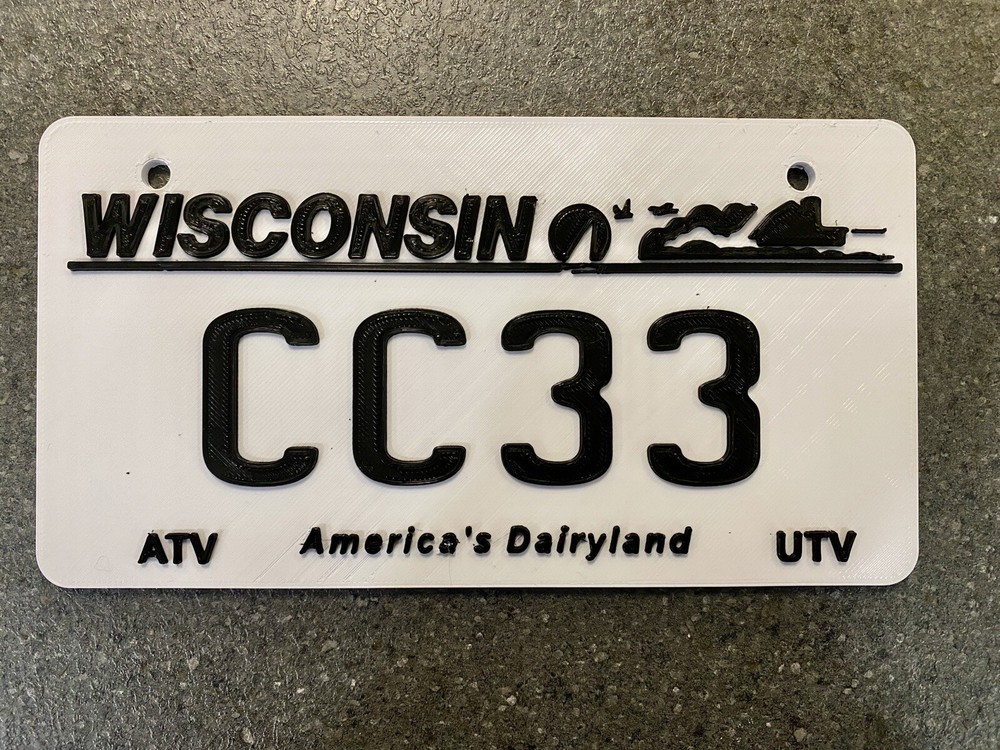 WISCONSIN
CC33
ATV America's Dairyland UTV